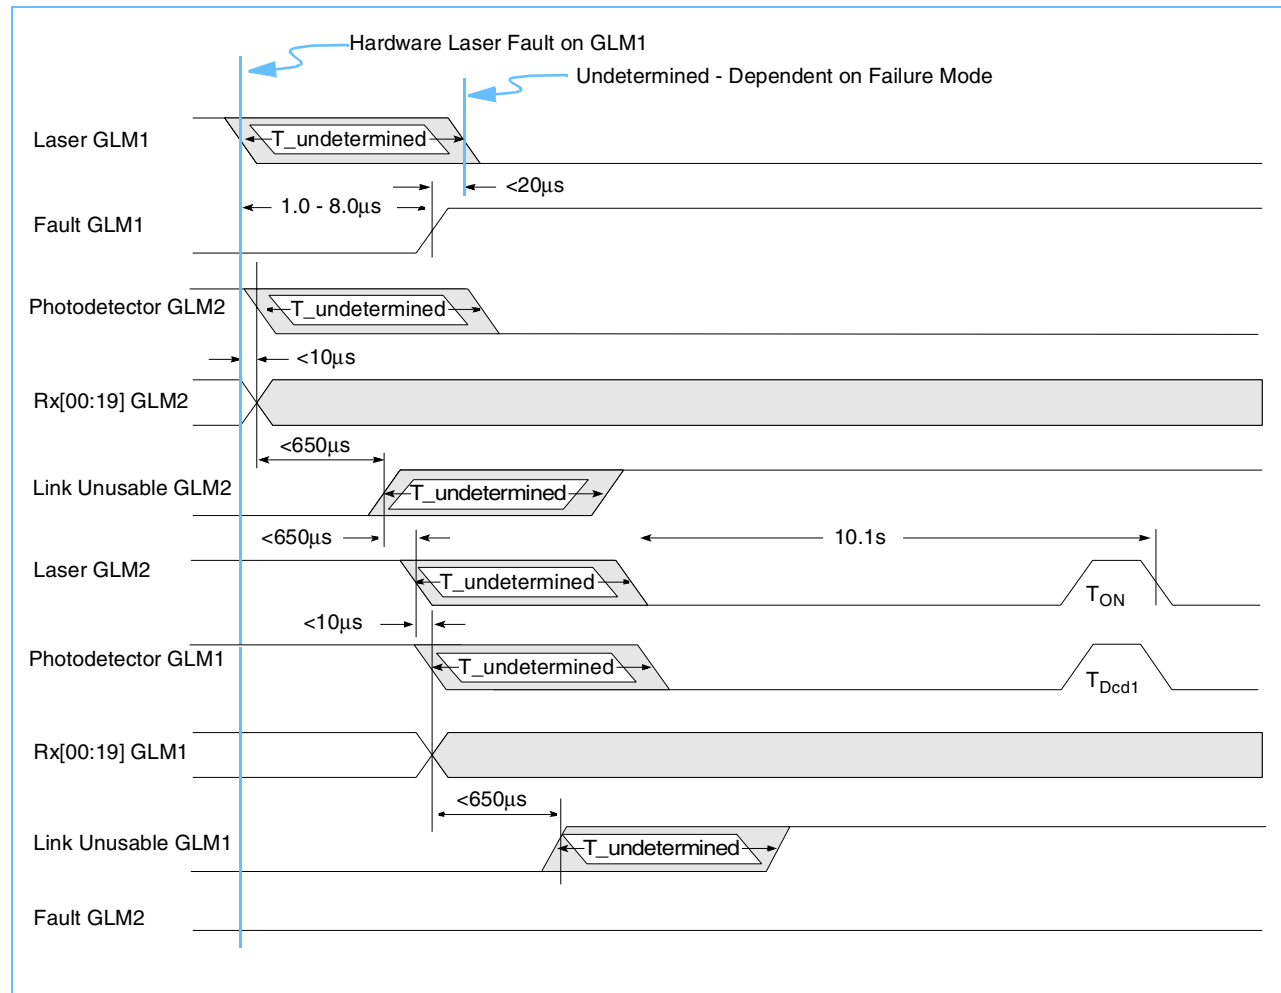 Hardware Laser Fault on GLM1
Undetermined - Dependent on Failure Mode
Laser GLM1
T_undetermined
<20μs
1.0 - 8.0μs
Fault GLM1
Photodetector GLM2
T_undetermined
<10μs
Rx[00:19] GLM2
<650μs
Link Unusable GLM2
T_undetermined
<650μs
10.1s
Laser GLM2
T_undetermined
TON
<10μs
Photodetector GLM1
T_undetermined
TDcd1
Rx[00:19] GLM1
<650μs
Link Unusable GLM1
T_undetermined
Fault GLM2